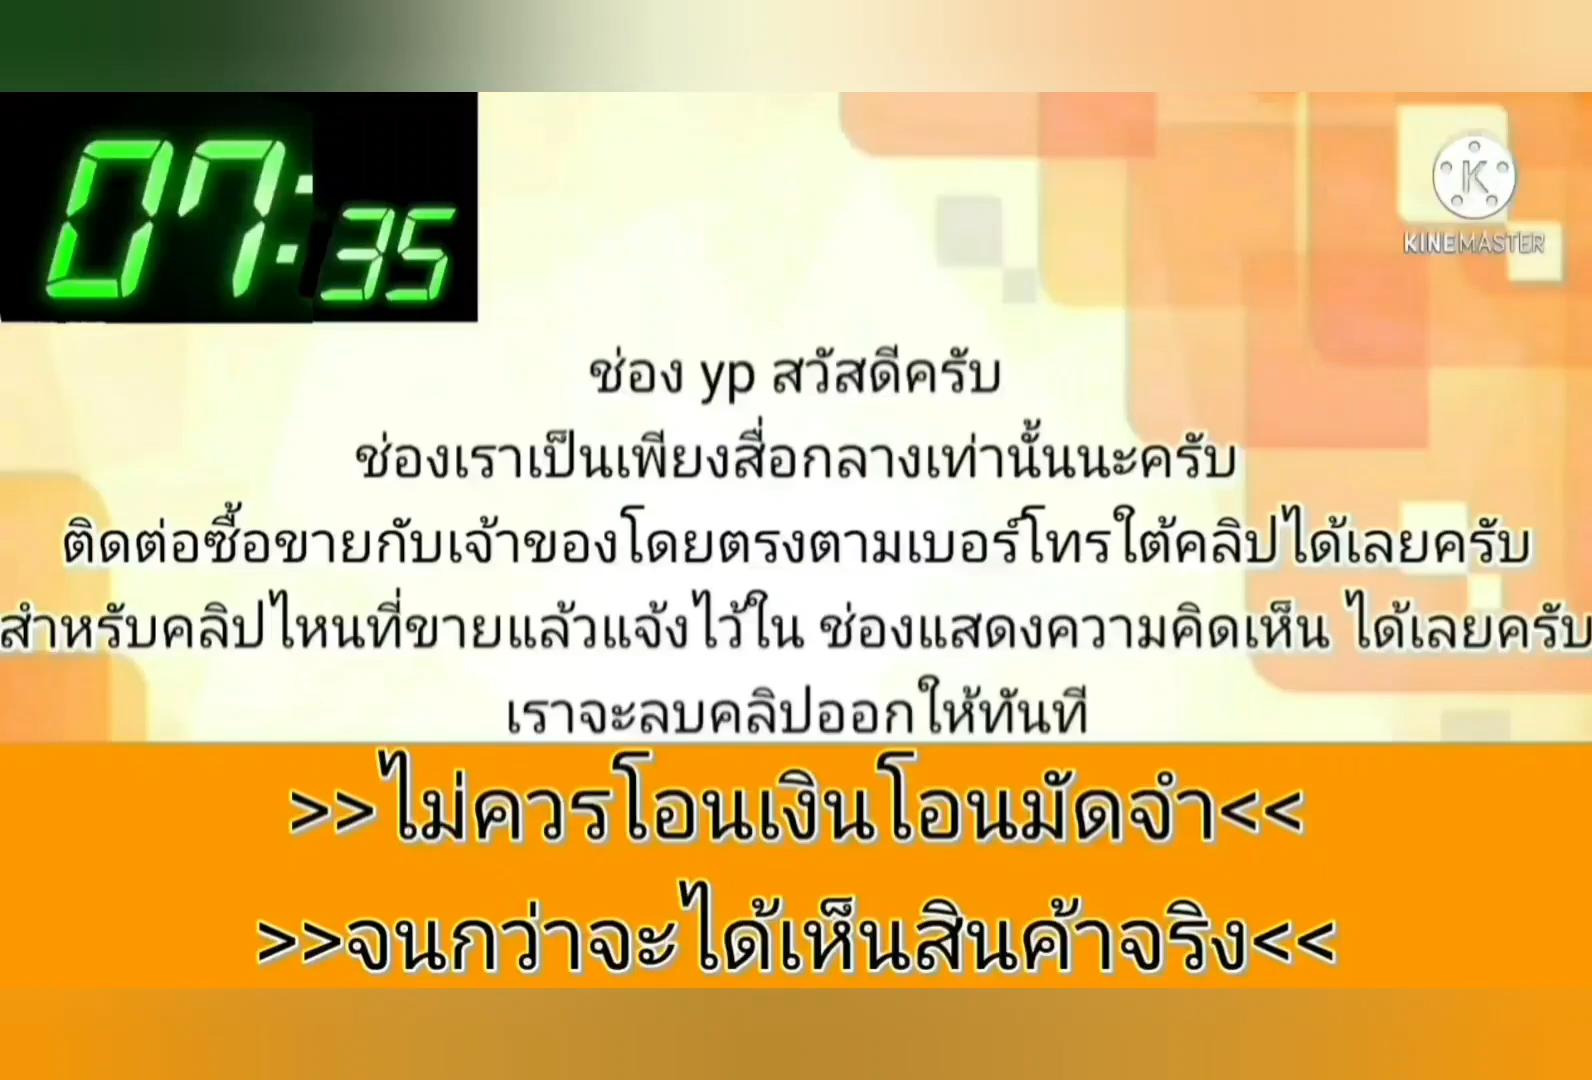 07:35
KINEMASTER
ช่อง yp สวัสดีครับ
ช่องเราเป็นเพียงสื่อกลางเท่านั้นนะครับ
ติดต่อซื้อขายกับเจ้าของโดยตรงตามเบอร์โทรใต้คลิปได้เลยครับ
สำหรับคลิปไหนที่ขายแล้วแจ้งไว้ใน ช่องแสดงความคิดเห็น ได้เลยครับ
เราจะลบคลิปออกให้ทันที
>>ไม่ควรโอนเงินโอนมัดจำ<<
>>จนกว่าจะได้เห็นสินค้าจริง<<